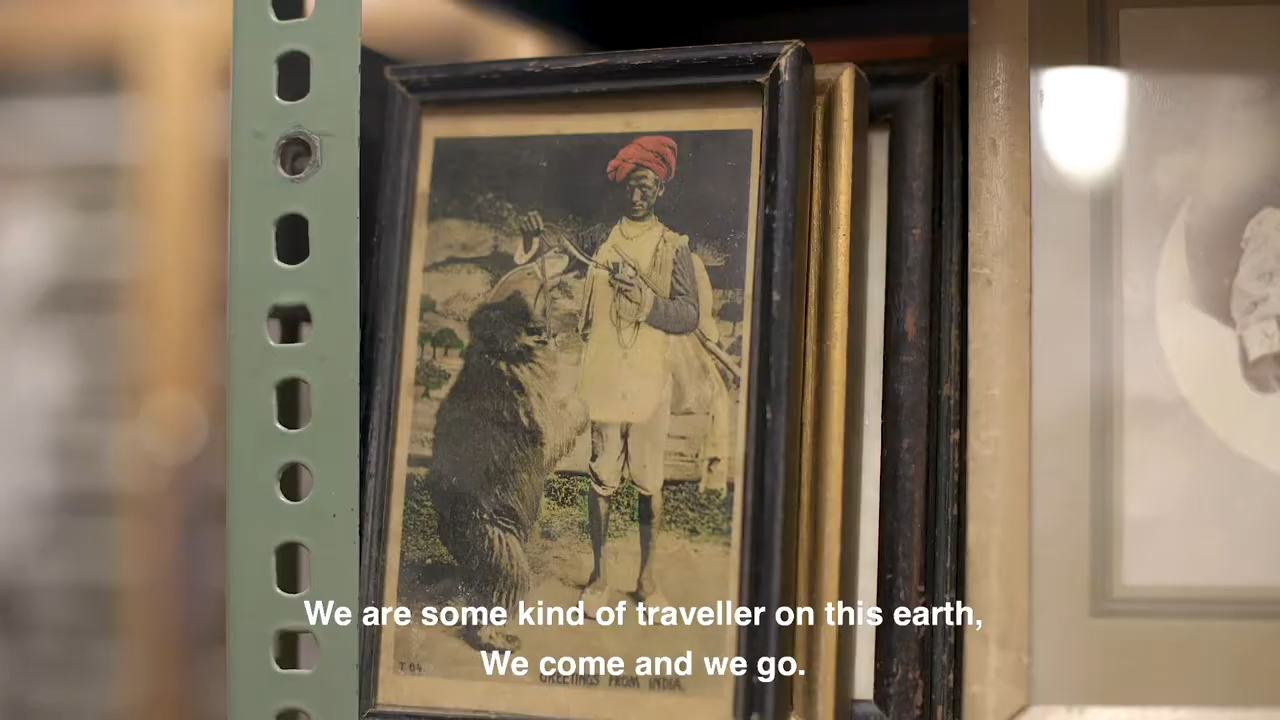 We are some kind of traveller on this earth,
We come and we go.
T 64.
GREETINGS FROM INDIA.